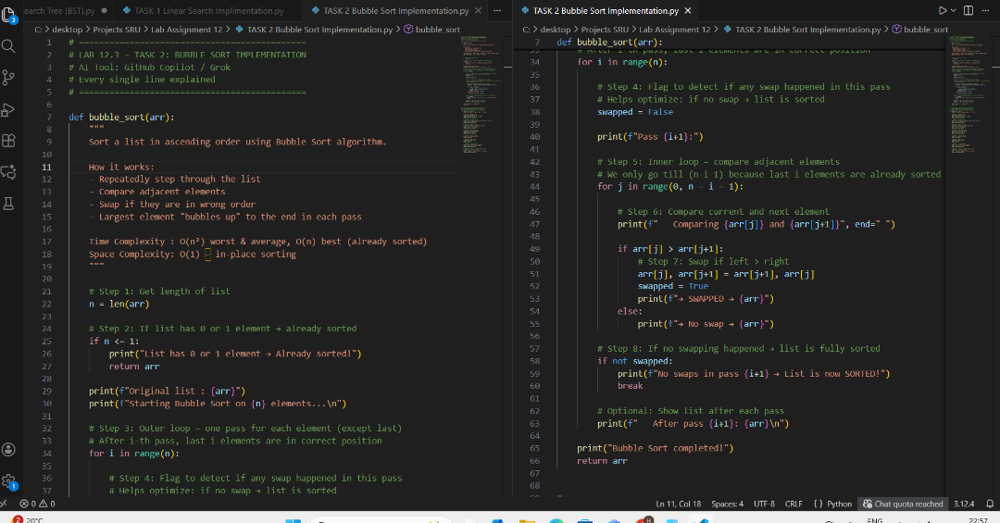 earch Tree (BST).py
TASK 1 Linear Search Implimentation.py
TASK 2 Bubble Sort Implementation.py
TASK 2 Bubble Sort Implementation.py
C: > desktop > Projects SRU > Lab Assignment 12 > TASK 2 Bubble Sort Implementation.py > bubble_sort
1 # ============================================
2 # LAB 12.3 – TASK 2: BUBBLE SORT IMPLEMENTATION
3 # AI Tool: GitHub Copilot / Grok
4 # Every single line explained
5 # ============================================
6
7 def bubble_sort(arr):
8 """
9 Sort a list in ascending order using Bubble Sort algorithm.
10
11 How it works:
12 - Repeatedly step through the list
13 - Compare adjacent elements
14 - Swap if they are in wrong order
15 - Largest element "bubbles up" to the end in each pass
16
17 Time Complexity : O(n²) worst & average, O(n) best (already sorted)
18 Space Complexity: O(1) – in-place sorting
19 """
20
21 # Step 1: Get length of list
22 n = len(arr)
23
24 # Step 2: If list has 0 or 1 element → already sorted
25 if n <= 1:
26 print("List has 0 or 1 element → Already sorted!")
27 return arr
28
29 print(f"Original list : {arr}")
30 print(f"Starting Bubble Sort on {n} elements...\n")
31
32 # Step 3: Outer loop – one pass for each element (except last)
33 # After i-th pass, last i elements are in correct position
34 for i in range(n):
35
36 # Step 4: Flag to detect if any swap happened in this pass
37 # Helps optimize: if no swap → list is sorted
C: > desktop > Projects SRU > Lab Assignment 12 > TASK 2 Bubble Sort Implementation.py > bubble_sort
7 def bubble_sort(arr):
33 # After i-th pass, last i elements are in correct position
34 for i in range(n):
35
36 # Step 4: Flag to detect if any swap happened in this pass
37 # Helps optimize: if no swap → list is sorted
38 swapped = False
39
40 print(f"Pass {i+1}:")
41
42 # Step 5: Inner loop – compare adjacent elements
43 # We only go till (n-i-1) because last i elements are already sorted
44 for j in range(0, n - i - 1):
45
46 # Step 6: Compare current and next element
47 print(f"   Comparing {arr[j]} and {arr[j+1]}", end=" ")
48
49 if arr[j] > arr[j+1]:
50 # Step 7: Swap if left > right
51 arr[j], arr[j+1] = arr[j+1], arr[j]
52 swapped = True
53 print(f"→ SWAPPED → {arr}")
54 else:
55 print(f"→ No swap → {arr}")
56
57 # Step 8: If no swapping happened → list is fully sorted
58 if not swapped:
59 print(f"No swaps in pass {i+1} → List is now SORTED!")
60 break
61
62 # Optional: Show list after each pass
63 print(f"   After pass {i+1}: {arr}\n")
64
65 print("Bubble Sort completed!")
66 return arr
67
68
3
1
0 0
Ln 11, Col 18
Spaces: 4
UTF-8
CRLF
{} Python
Chat quota reached
3.12.4
2
20°C
ENG
22:57